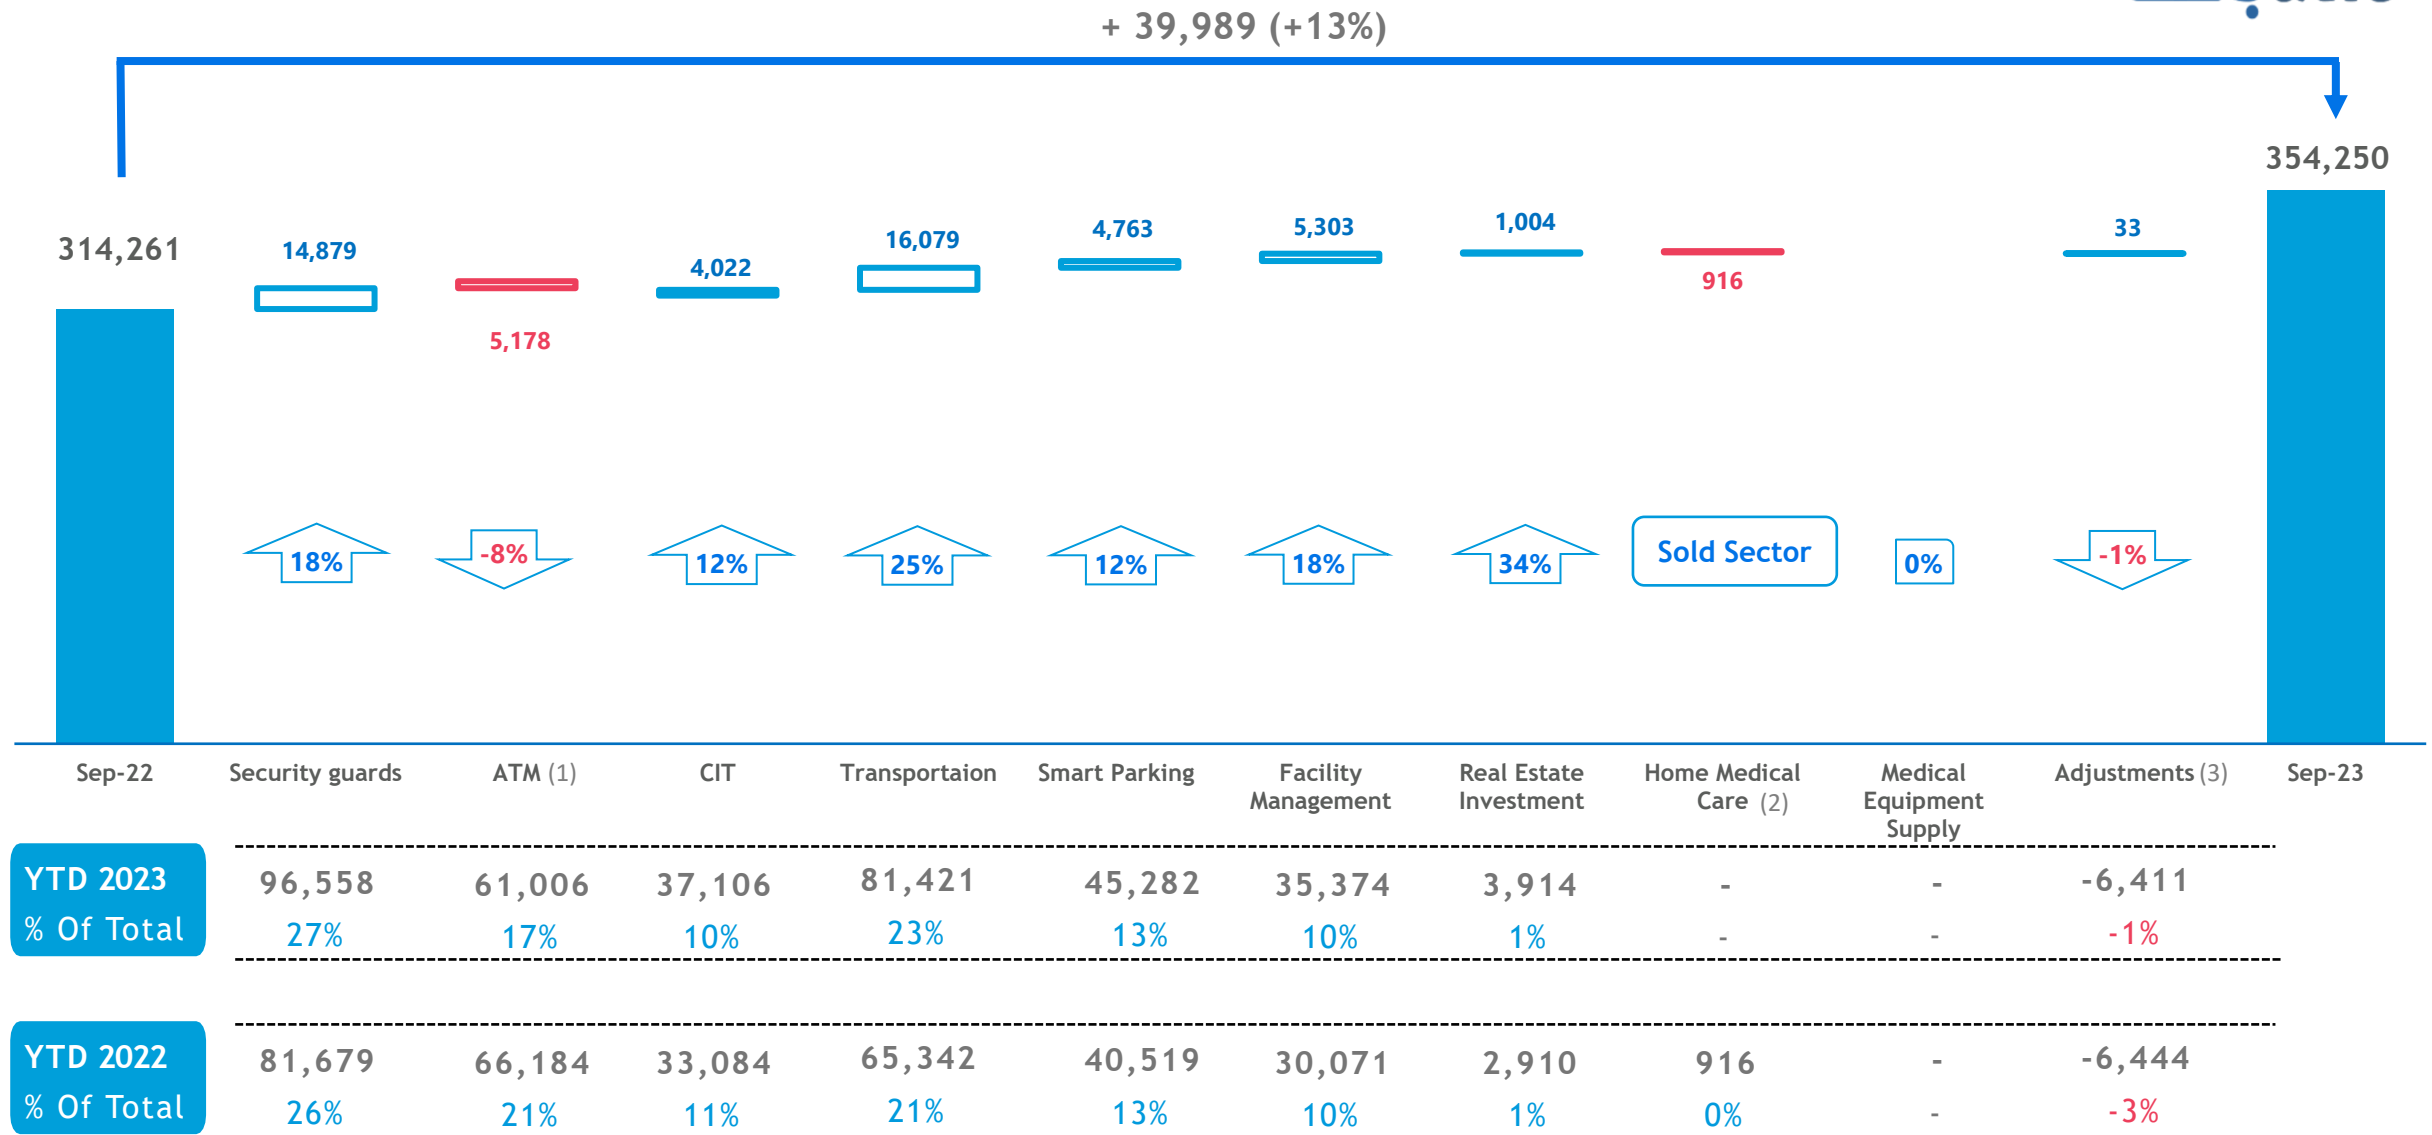 + 39,989 (+13%)
354,250
314,261
14,879
5,178
4,022
16,079
4,763
5,303
1,004
916
33
18%
-8%
12%
25%
12%
18%
34%
Sold Sector
0%
-1%
Sep-22
Security guards
ATM (1)
CIT
Transportaion
Smart Parking
Facility
Management
Real Estate
Investment
Home Medical
Care (2)
Medical
Equipment
Supply
Adjustments (3)
Sep-23
YTD 2023 96,558 61,006 37,106 81,421 45,282 35,374 3,914 - - -6,411
% Of Total 27% 17% 10% 23% 13% 10% 1% - - -1%
YTD 2022 81,679 66,184 33,084 65,342 40,519 30,071 2,910 916 - -6,444
% Of Total 26% 21% 11% 21% 13% 10% 1% 0% - -3%